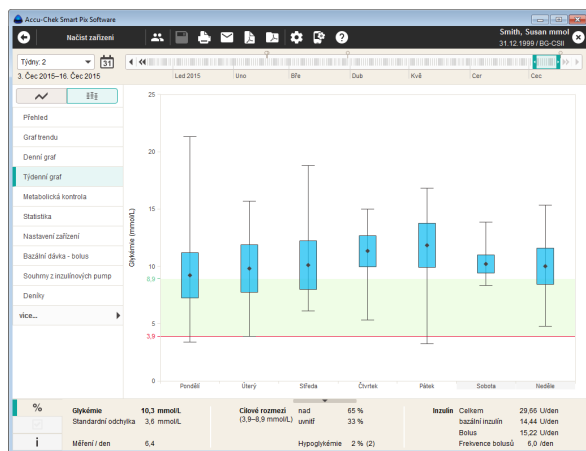 Accu-Chek Smart Pix Software
Načíst zařízení
Smith, Susan mmol
31.12.1999 / BG-CSII
Týdny: 2
31
3. Čec 2015–16. Čec 2015
Led 2015 Úno Bře Dub Kvě Cer Cec
Přehled
Graf trendu
Denní graf
Týdenní graf
Metabolická kontrola
Statistika
Nastavení zařízení
Bazální dávka - bolus
Souhrny z inzulínových pump
Deníky
více...
Glykémie (mmol/L)
25
20
15
10
8,9
5
3,9
0
Pondělí Úterý Středa Čtvrtek Pátek Sobota Neděle
%
i
Glykémie 10,3 mmol/L
Standardní odchylka 3,6 mmol/L
Měření / den 6,4
Cílové rozmezí nad 65 %
(3,9–8,9 mmol/L) uvnitř 33 %
Hypoglykémie 2 % (2)
Inzulín Celkem 29,66 U/den
bazální inzulín 14,44 U/den
Bolus 15,22 U/den
Frekvence bolusů 6,0 /den